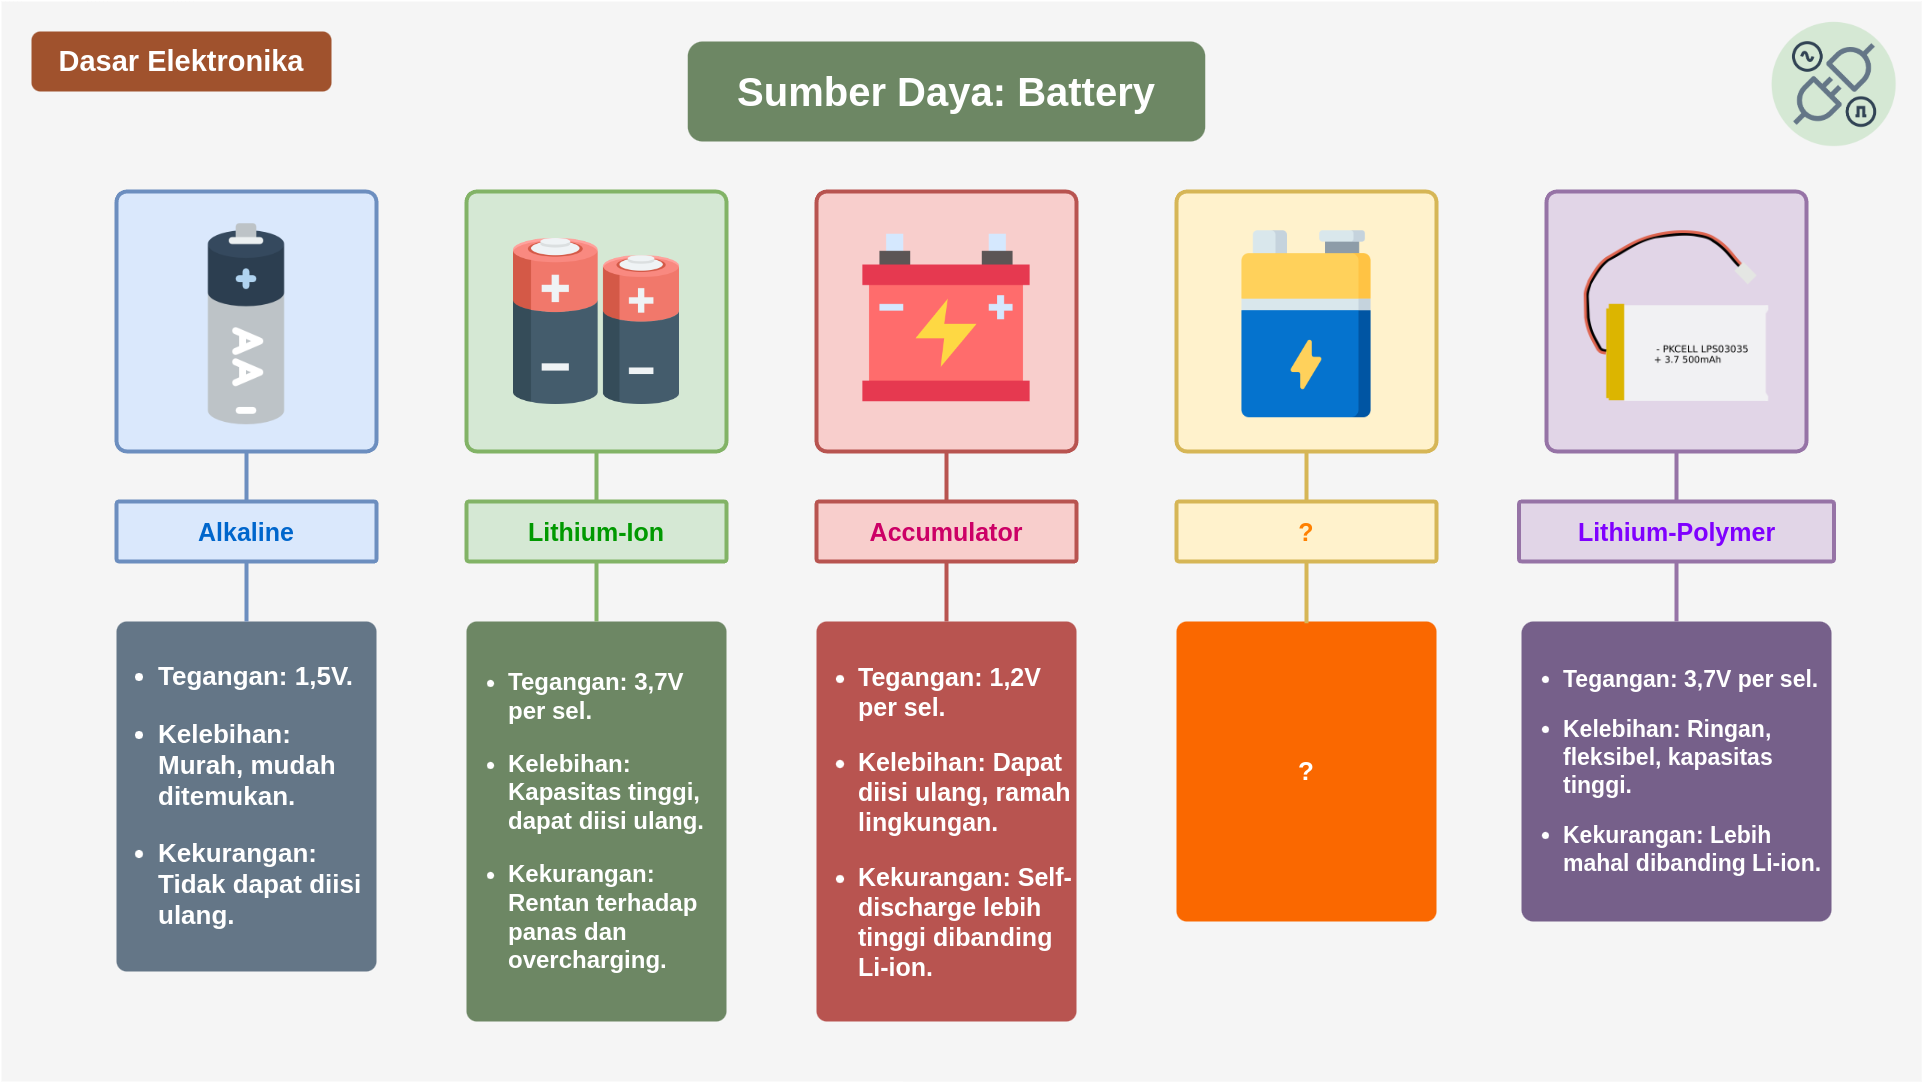 Dasar Elektronika
Sumber Daya: Battery
+
AA
-
+
-
+
-
- +
- PKCELL LPS03035
+ 3.7 500mAh
Alkaline
Lithium-Ion
Accumulator
?
Lithium-Polymer
• Tegangan: 1,5V.
• Kelebihan:
Murah, mudah
ditemukan.
• Kekurangan:
Tidak dapat diisi
ulang.
• Tegangan: 3,7V
per sel.
• Kelebihan:
Kapasitas tinggi,
dapat diisi ulang.
• Kekurangan:
Rentan terhadap
panas dan
overcharging.
• Tegangan: 1,2V
per sel.
• Kelebihan: Dapat
diisi ulang, ramah
lingkungan.
• Kekurangan: Self-
discharge lebih
tinggi dibanding
Li-ion.
?
• Tegangan: 3,7V per sel.
• Kelebihan: Ringan,
fleksibel, kapasitas
tinggi.
• Kekurangan: Lebih
mahal dibanding Li-ion.